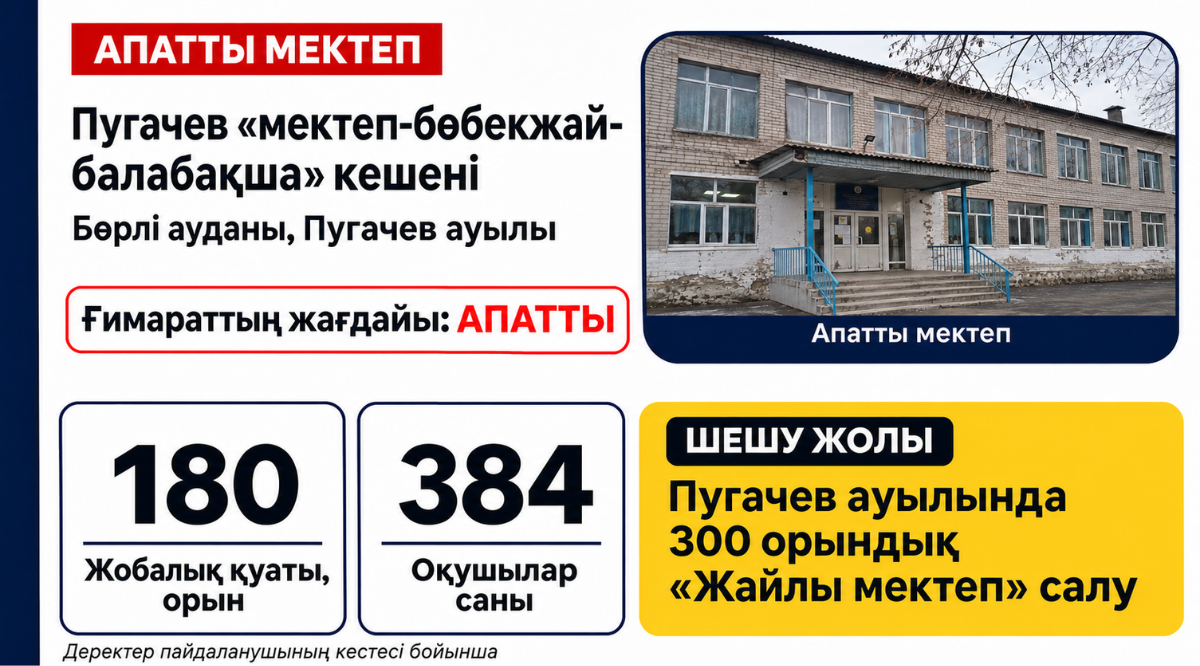 АПАТТЫ МЕКТЕП
Пугачев «мектеп-бөбекжай-
балабақша» кешені
Бөрлі ауданы, Пугачев ауылы
Ғимараттың жағдайы: АПАТТЫ
Апатты мектеп
180
Жобалық қуаты,
орын
384
Оқушылар
саны
ШЕШУ ЖОЛЫ
Пугачев ауылында
300 орындық
«Жайлы мектеп» салу
Деректер пайдаланушының кестесі бойынша